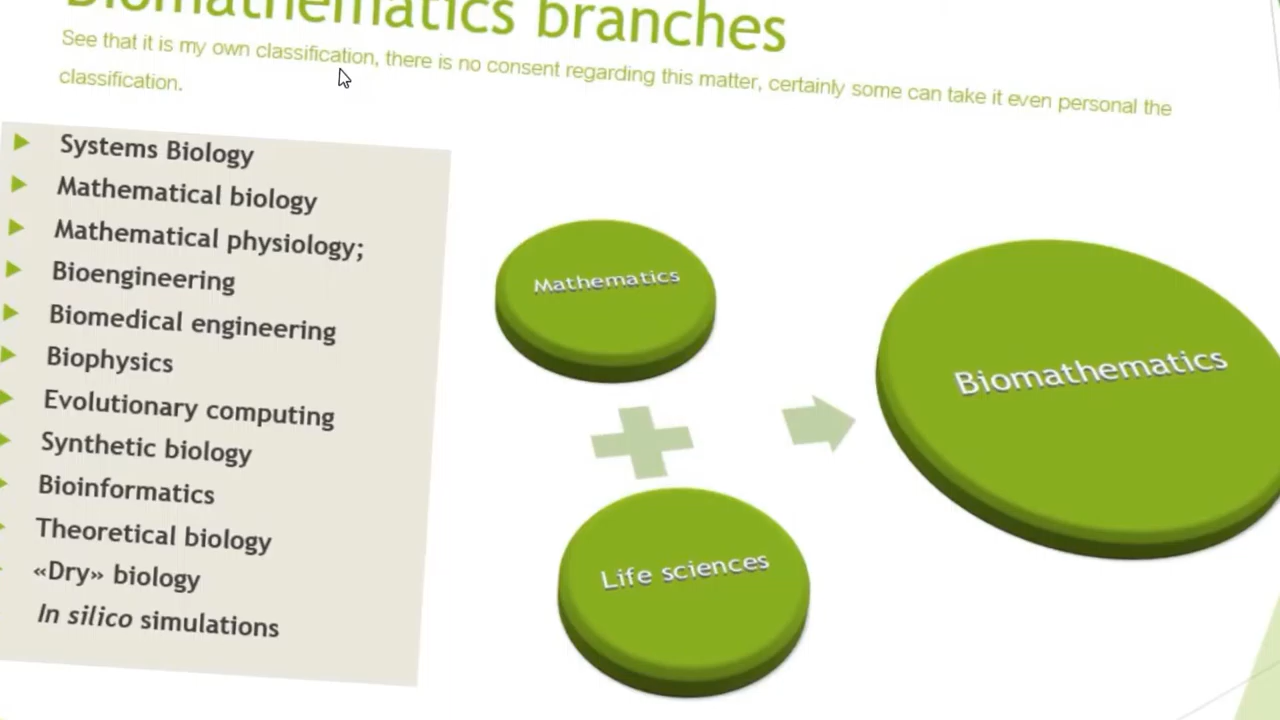 Biomathematics branches
See that it is my own classification, there is no consent regarding this matter, certainly some can take it even personal the
classification.
Systems Biology
Mathematical biology
Mathematical physiology;
Bioengineering
Biomedical engineering
Biophysics
Evolutionary computing
Synthetic biology
Bioinformatics
Theoretical biology
«Dry» biology
In silico simulations
Mathematics
Life sciences
Biomathematics